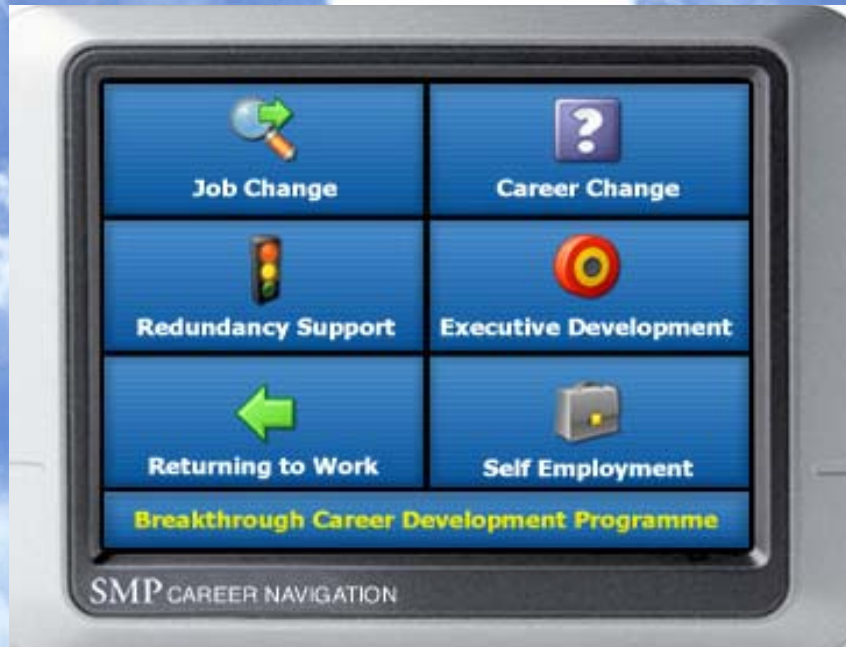 Job Change
Career Change
Redundancy Support
Executive Development
Returning to Work
Self Employment
Breakthrough Career Development Programme
SMP CAREER NAVIGATION